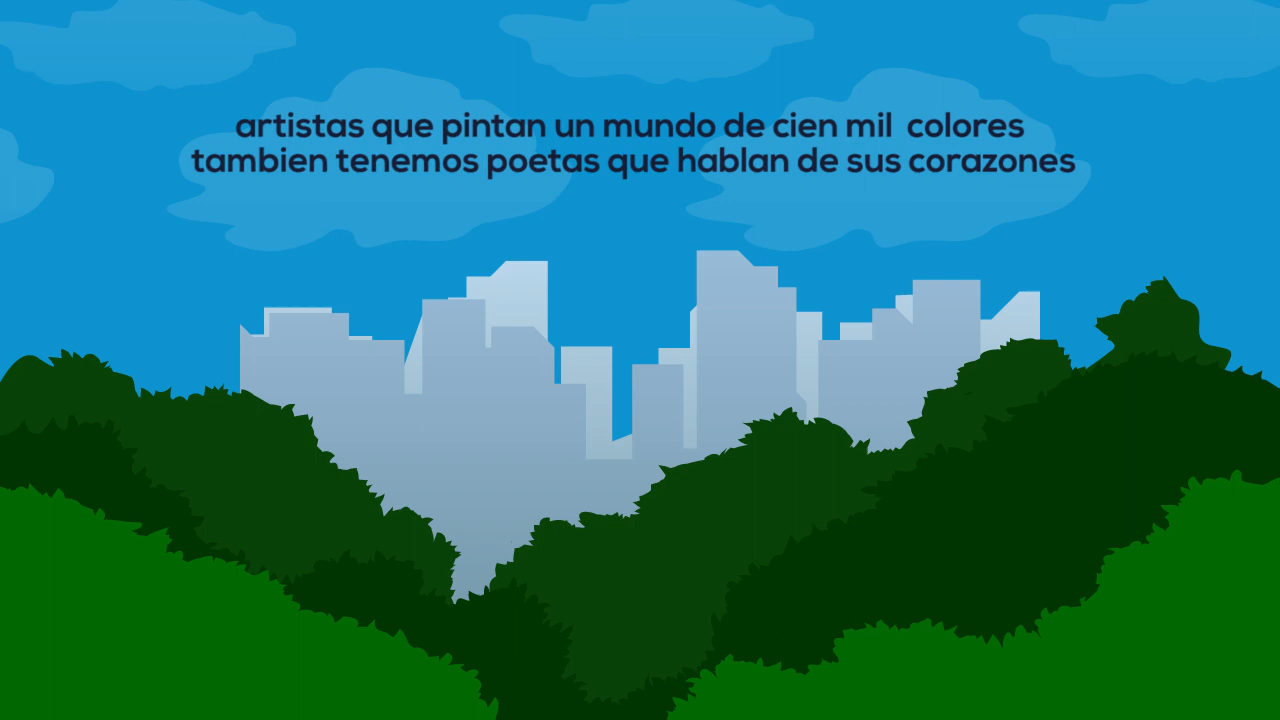 artistas que pintan un mundo de cien mil  colores
tambien tenemos poetas que hablan de sus corazones